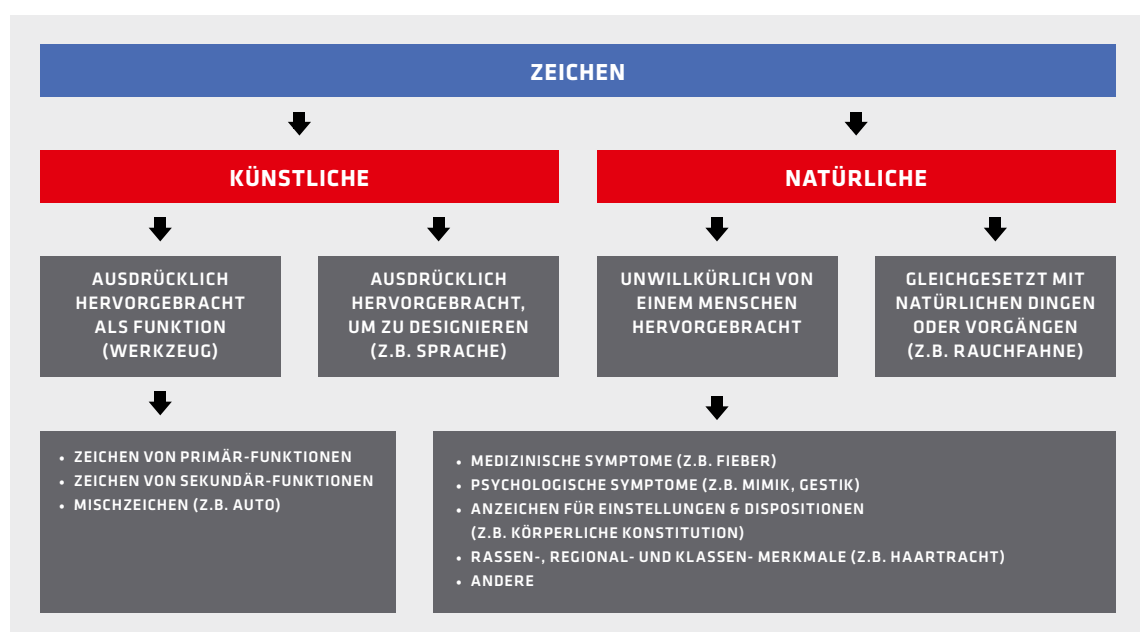 ZEICHEN
KÜNSTLICHE
NATÜRLICHE
AUSDRÜCKLICH
HERVORGEBRACHT
ALS FUNKTION
(WERKZEUG)
AUSDRÜCKLICH
HERVORGEBRACHT,
UM ZU DESIGNIEREN
(Z.B. SPRACHE)
UNWILLKÜRLICH VON
EINEM MENSCHEN
HERVORGEBRACHT
GLEICHGESETZT MIT
NATÜRLICHEN DINGEN
ODER VORGÄNGEN
(Z.B. RAUCHFAHNE)
• ZEICHEN VON PRIMÄR-FUNKTIONEN
• ZEICHEN VON SEKUNDÄR-FUNKTIONEN
• MISCHZEICHEN (Z.B. AUTO)
• MEDIZINISCHE SYMPTOME (Z.B. FIEBER)
• PSYCHOLOGISCHE SYMPTOME (Z.B. MIMIK, GESTIK)
• ANZEICHEN FÜR EINSTELLUNGEN & DISPOSITIONEN
(Z.B. KÖRPERLICHE KONSTITUTION)
• RASSEN-, REGIONAL- UND KLASSEN- MERKMALE (Z.B. HAARTRACHT)
• ANDERE